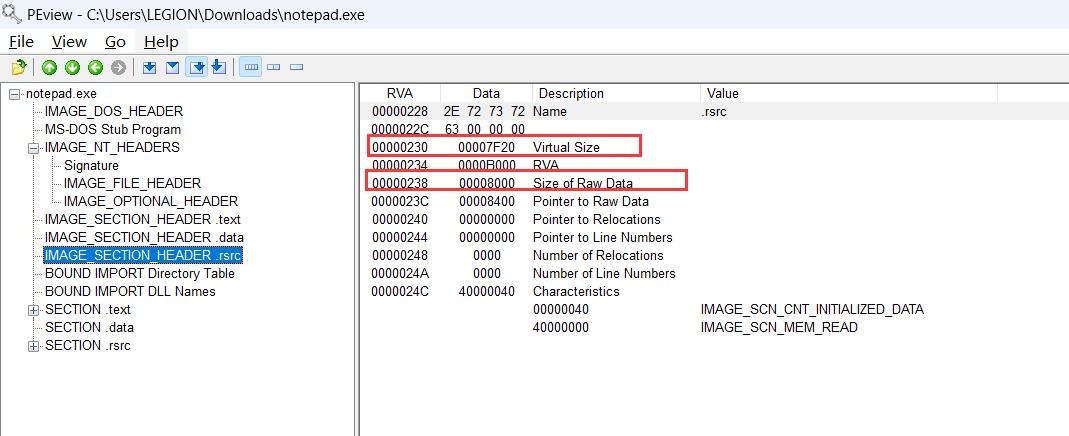 PEview - C:\Users\LEGION\Downloads\notepad.exe
File View Go Help
notepad.exe
IMAGE_DOS_HEADER
MS-DOS Stub Program
IMAGE_NT_HEADERS
Signature
IMAGE_FILE_HEADER
IMAGE_OPTIONAL_HEADER
IMAGE_SECTION_HEADER .text
IMAGE_SECTION_HEADER .data
IMAGE_SECTION_HEADER .rsrc
BOUND IMPORT Directory Table
BOUND IMPORT DLL Names
SECTION .text
SECTION .data
SECTION .rsrc
RVA Data Description Value
00000228 2E 72 73 72 Name .rsrc
0000022C 63 00 00 00
00000230 00007F20 Virtual Size
00000234 0000B000 RVA
00000238 00008000 Size of Raw Data
0000023C 00008400 Pointer to Raw Data
00000240 00000000 Pointer to Relocations
00000244 00000000 Pointer to Line Numbers
00000248 0000 Number of Relocations
0000024A 0000 Number of Line Numbers
0000024C 40000040 Characteristics
00000040 IMAGE_SCN_CNT_INITIALIZED_DATA
40000000 IMAGE_SCN_MEM_READ